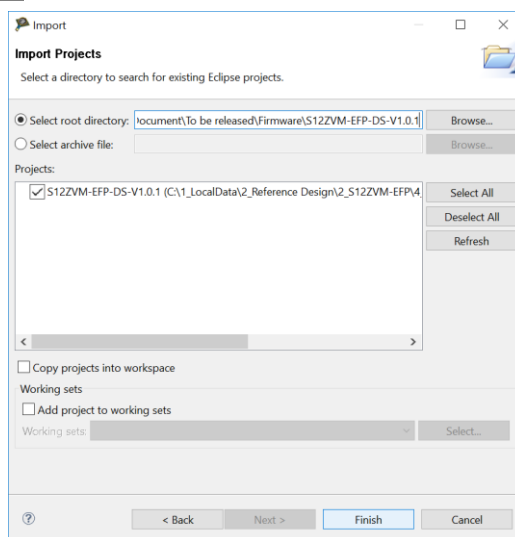 Import
Import Projects
Select a directory to search for existing Eclipse projects.
Select root directory: ocument\To be released\Firmware\S12ZVM-EFP-DS-V1.0.1 Browse...
Select archive file: Browse...
Projects:
S12ZVM-EFP-DS-V1.0.1 (C:\1_LocalData\2_Reference Design\2_S12ZVM-EFP\4_ Select All
Deselect All
Refresh
Copy projects into workspace
Working sets
Add project to working sets
Working sets: Select...
? < Back Next > Finish Cancel